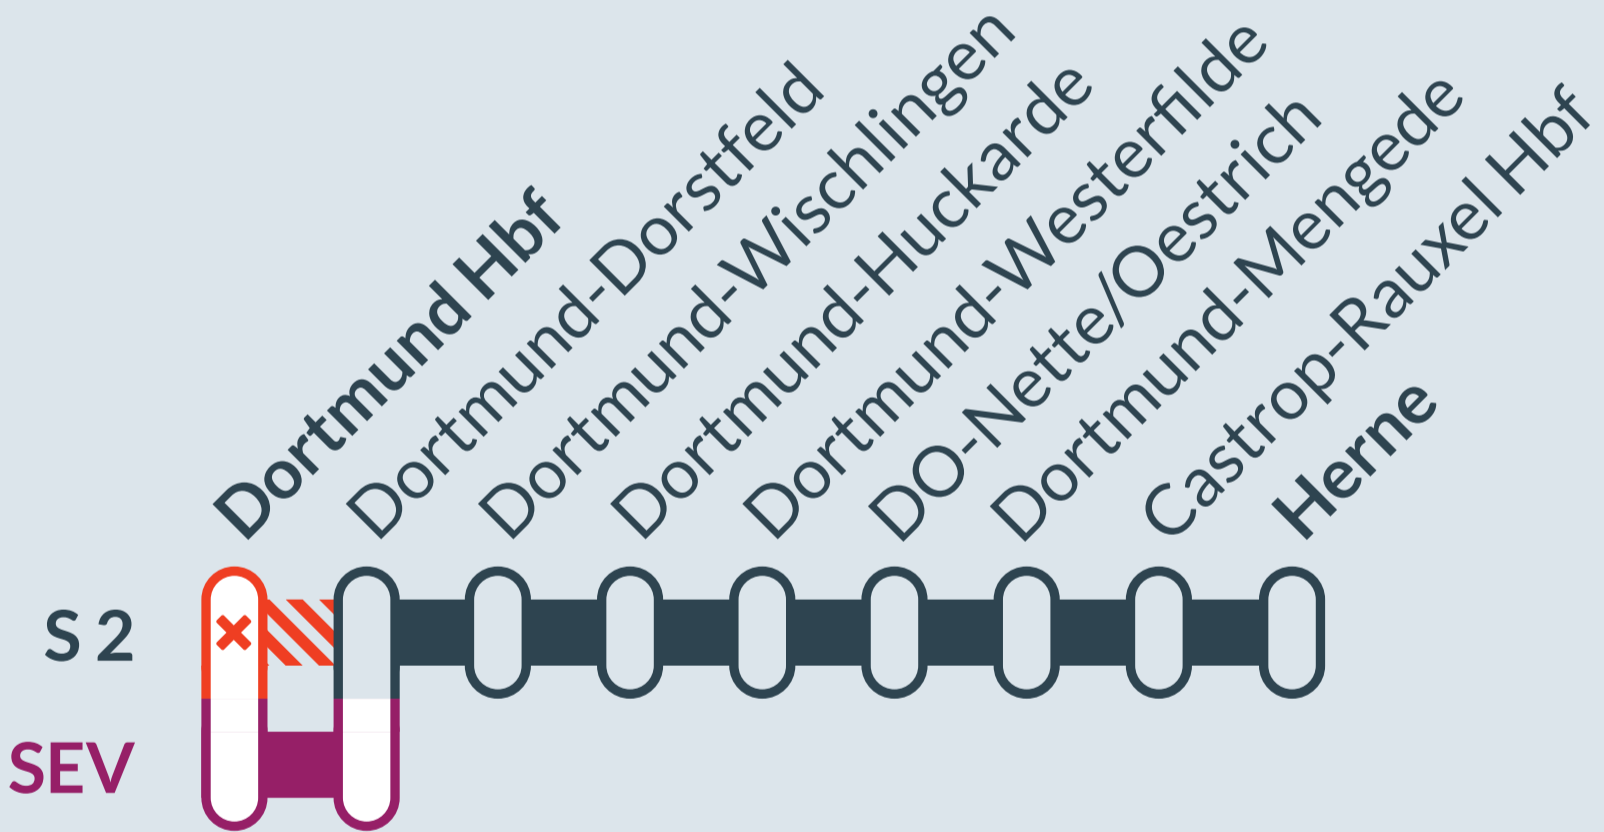 Dortmund Hbf
Dortmund-Dorstfeld
Dortmund-Wischlingen
Dortmund-Huckarde
Dortmund-Westerfilde
DO-Nette/Oestrich
Dortmund-Mengede
Castrop-Rauxel Hbf
Herne
S 2
SEV